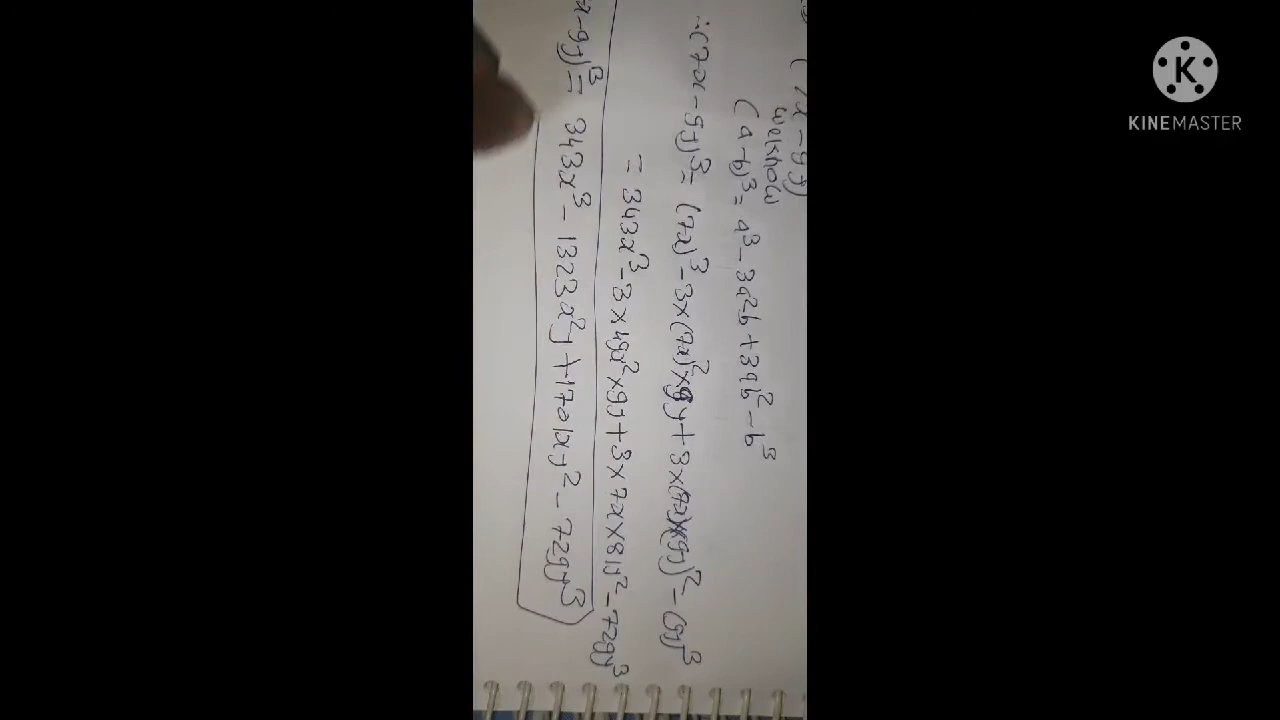 (7x-9y)
we know
(a-b)³ = a³-3a²b+3ab²-b³
∴(7x-9y)³ = (7x)³-3×(7x)²×9y+3×(7x)×(9y)²-(9y)³
= 343x³-3×49x²×9y+3×7x×81y²-729y³
x-9y)³ = 343x³-1323x²y+1701xy²-729y³
KINEMASTER